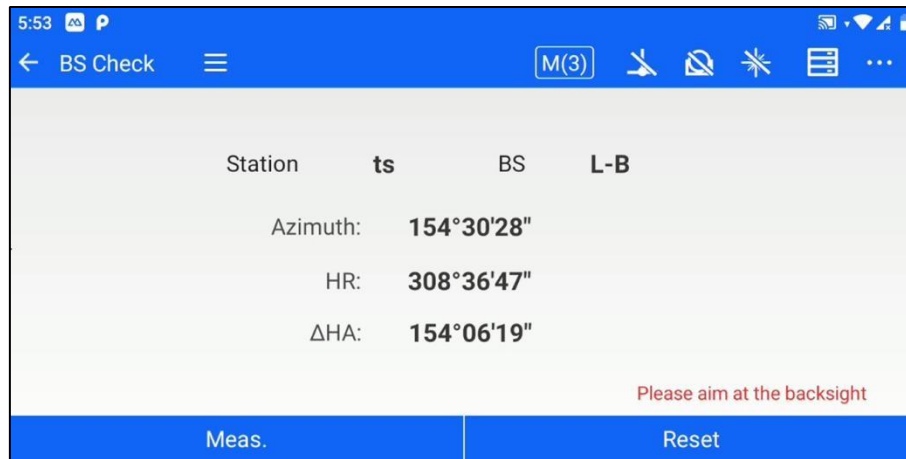 5:53
BS Check M(3)
Station ts BS L-B
Azimuth: 154°30'28"
HR: 308°36'47"
ΔHA: 154°06'19"
Please aim at the backsight
Meas. Reset